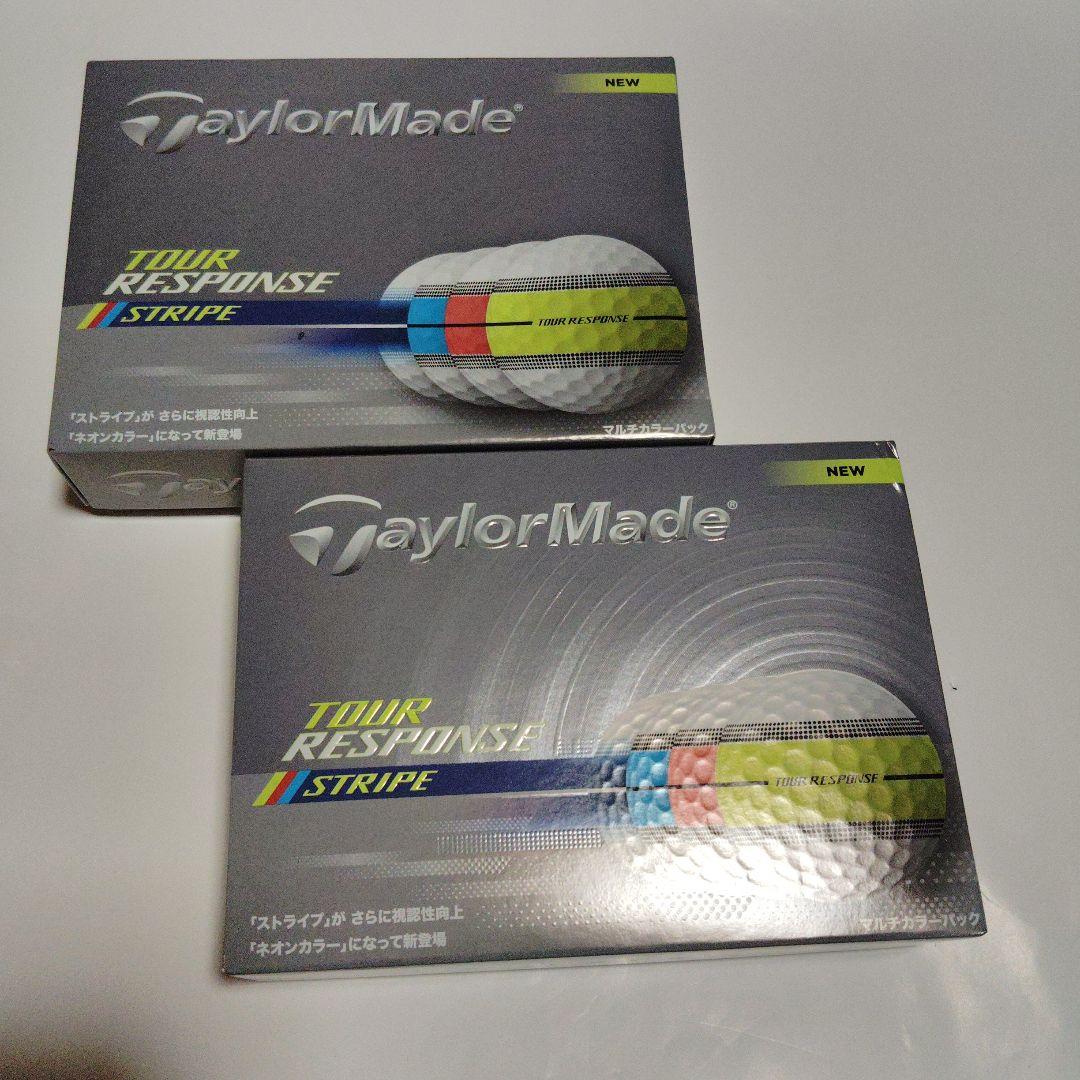 NEW
TaylorMade®
TOUR
RESPONSE
STRIPE
TOUR RESPONSE
「ストライプ」が さらに視認性向上
「ネオンカラー」になって新登場
マルチカラーパック
Tay
NEW
TaylorMade®
TOUR
RESPONSE
STRIPE
TOUR RESPONSE
「ストライプ」が さらに視認性向上
「ネオンカラー」になって新登場
マルチカラーパック